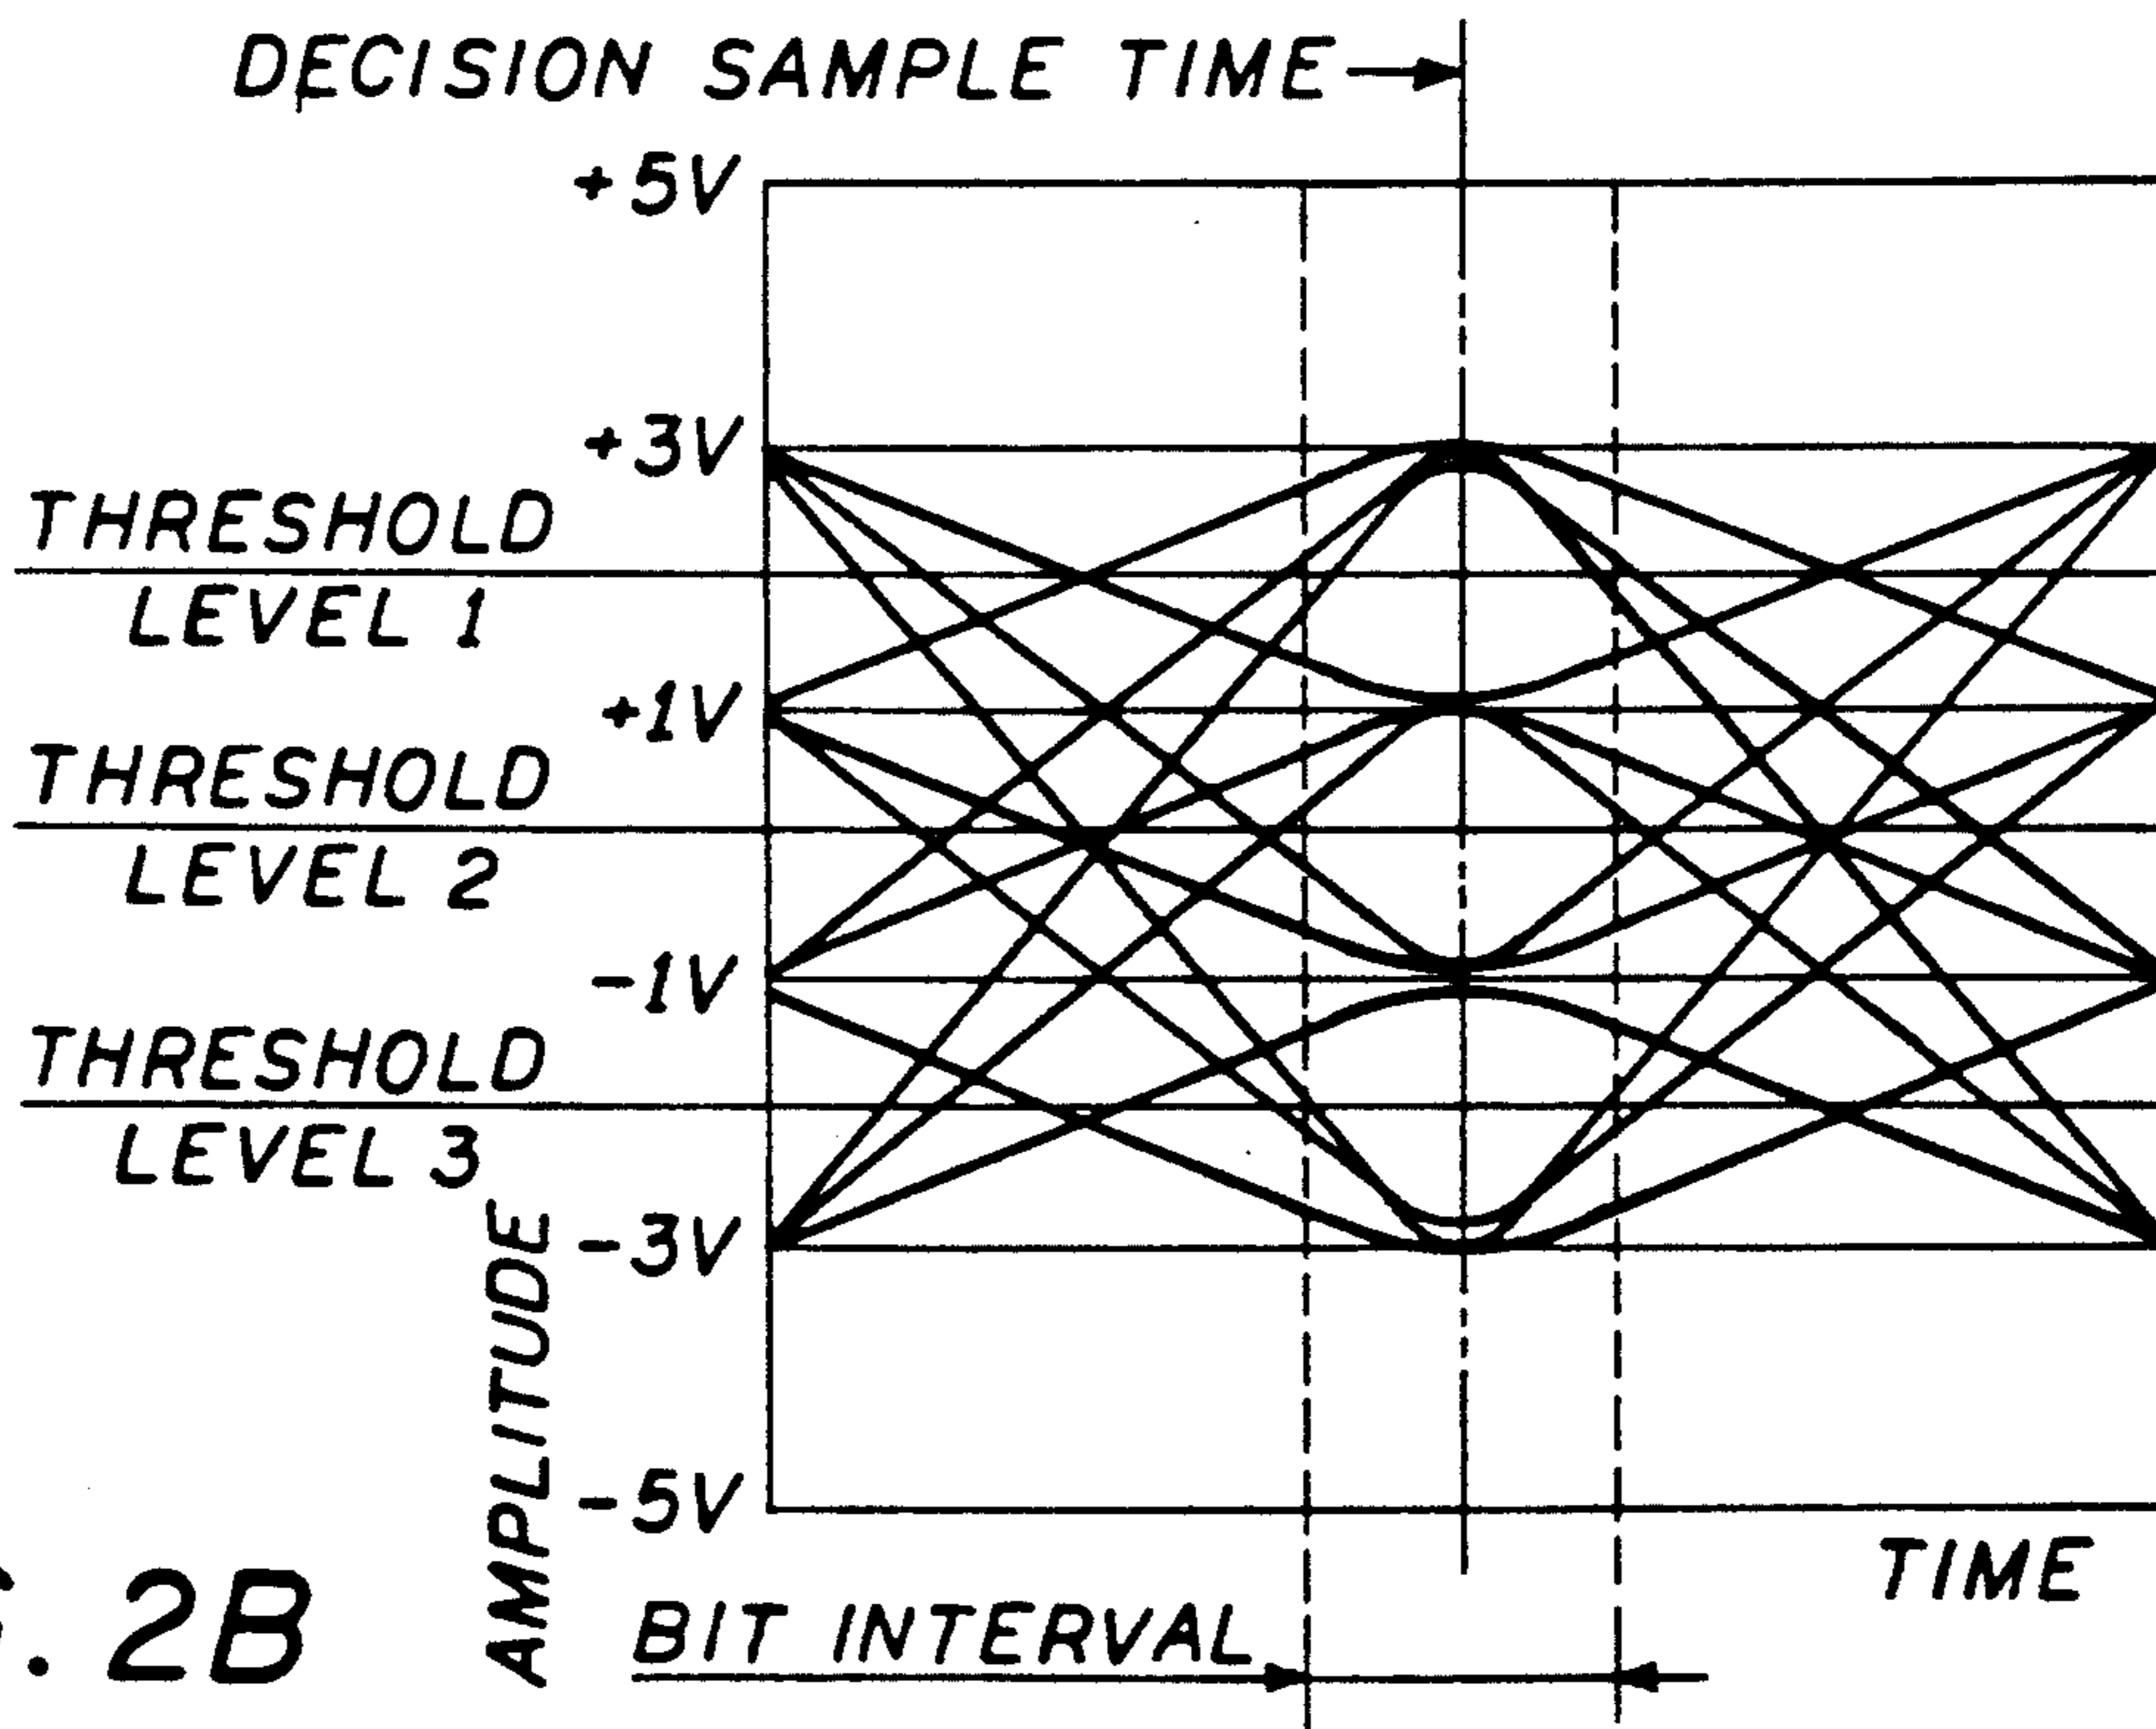 DECISION SAMPLE TIME
+5V
+3V
THRESHOLD
LEVEL 1
+1V
THRESHOLD
LEVEL 2
-1V
THRESHOLD
LEVEL 3
-3V
AMPLITUDE
-5V
TIME
. 2B
BIT INTERVAL